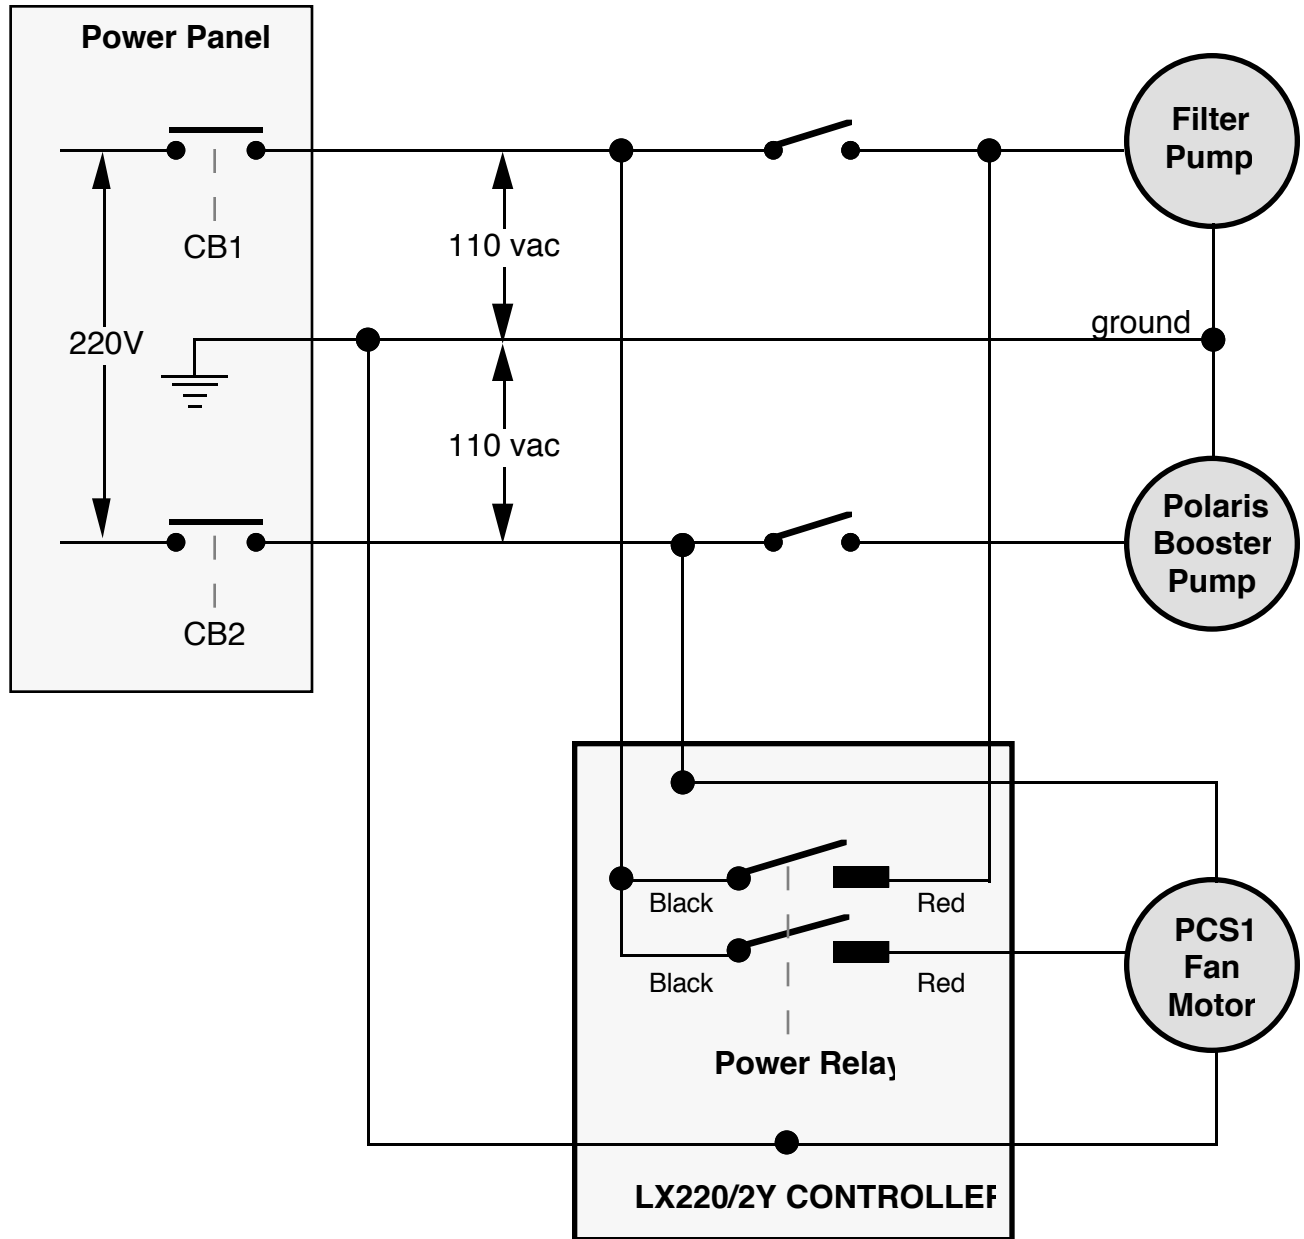 Power Panel
Filter
Pump
CB1
110 vac
ground
220V
110 vac
Polaris
Booster
Pump
CB2
Black
Red
PCS1
Fan
Motor
Black
Red
Power Relay
LX220/2Y CONTROLLER